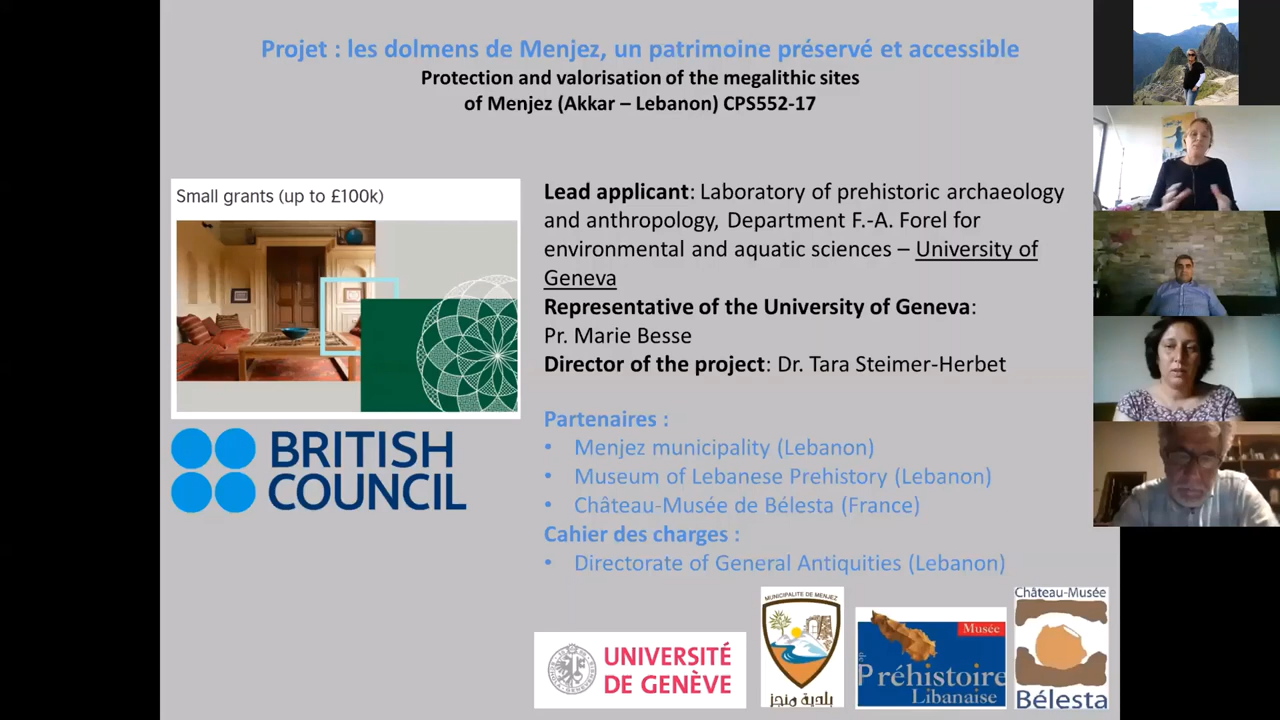 Projet : les dolmens de Menjez, un patrimoine préservé et accessible
Protection and valorisation of the megalithic sites
of Menjez (Akkar – Lebanon) CPS552-17
Small grants (up to £100k)
BRITISH
COUNCIL
Lead applicant: Laboratory of prehistoric archaeology
and anthropology, Department F.-A. Forel for
environmental and aquatic sciences – University of
Geneva
Representative of the University of Geneva:
Pr. Marie Besse
Director of the project: Dr. Tara Steimer-Herbet
Partenaires :
• Menjez municipality (Lebanon)
• Museum of Lebanese Prehistory (Lebanon)
• Château-Musée de Bélesta (France)
Cahier des charges :
• Directorate of General Antiquities (Lebanon)
UNIVERSITÉ
DE GENÈVE
MUNICIPALITE DE MENJEZ
بلدية منجز
Musée
de
Préhistoire
Libanaise
Château-Musée
Bélesta